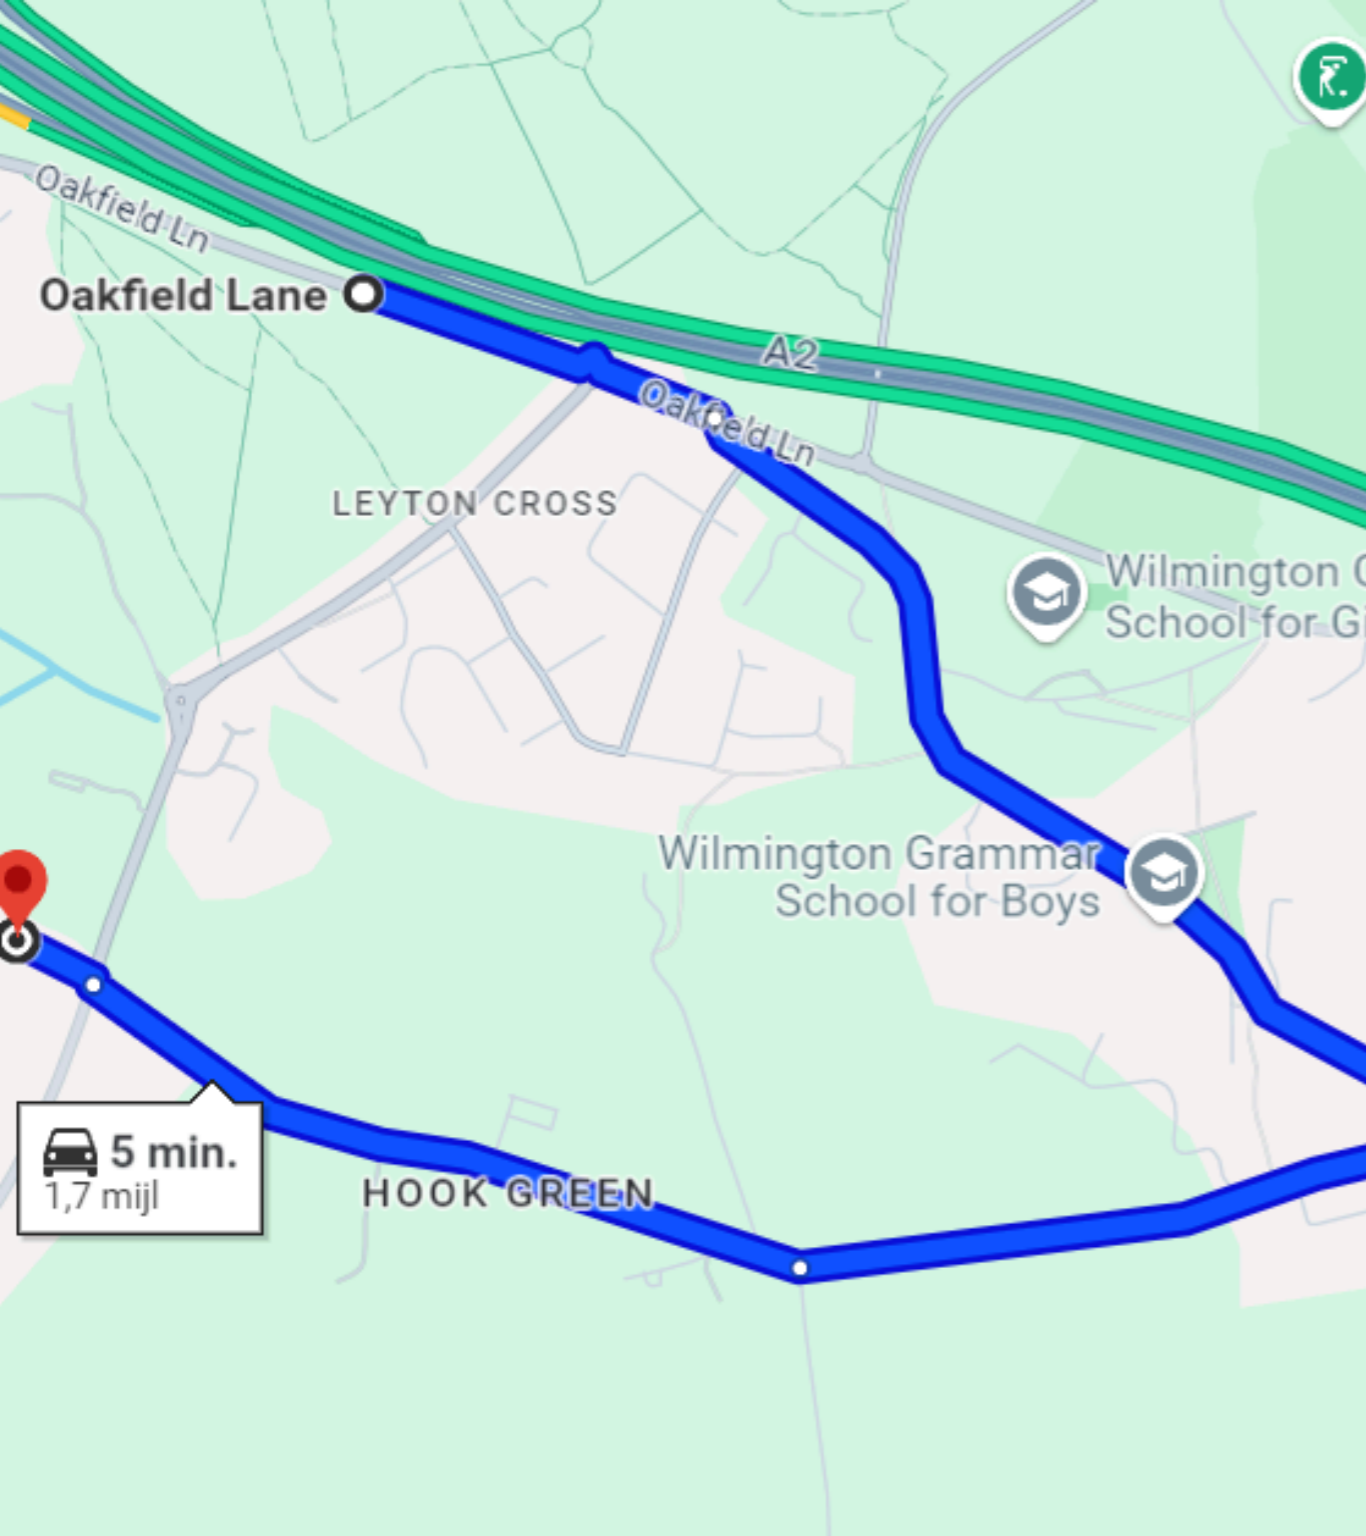 Oakfield Ln
Oakfield Lane
A2
Oakfield Ln
LEYTON CROSS
Wilmington G
School for Gi
Wilmington Grammar
School for Boys
5 min.
1,7 mijl
HOOK GREEN